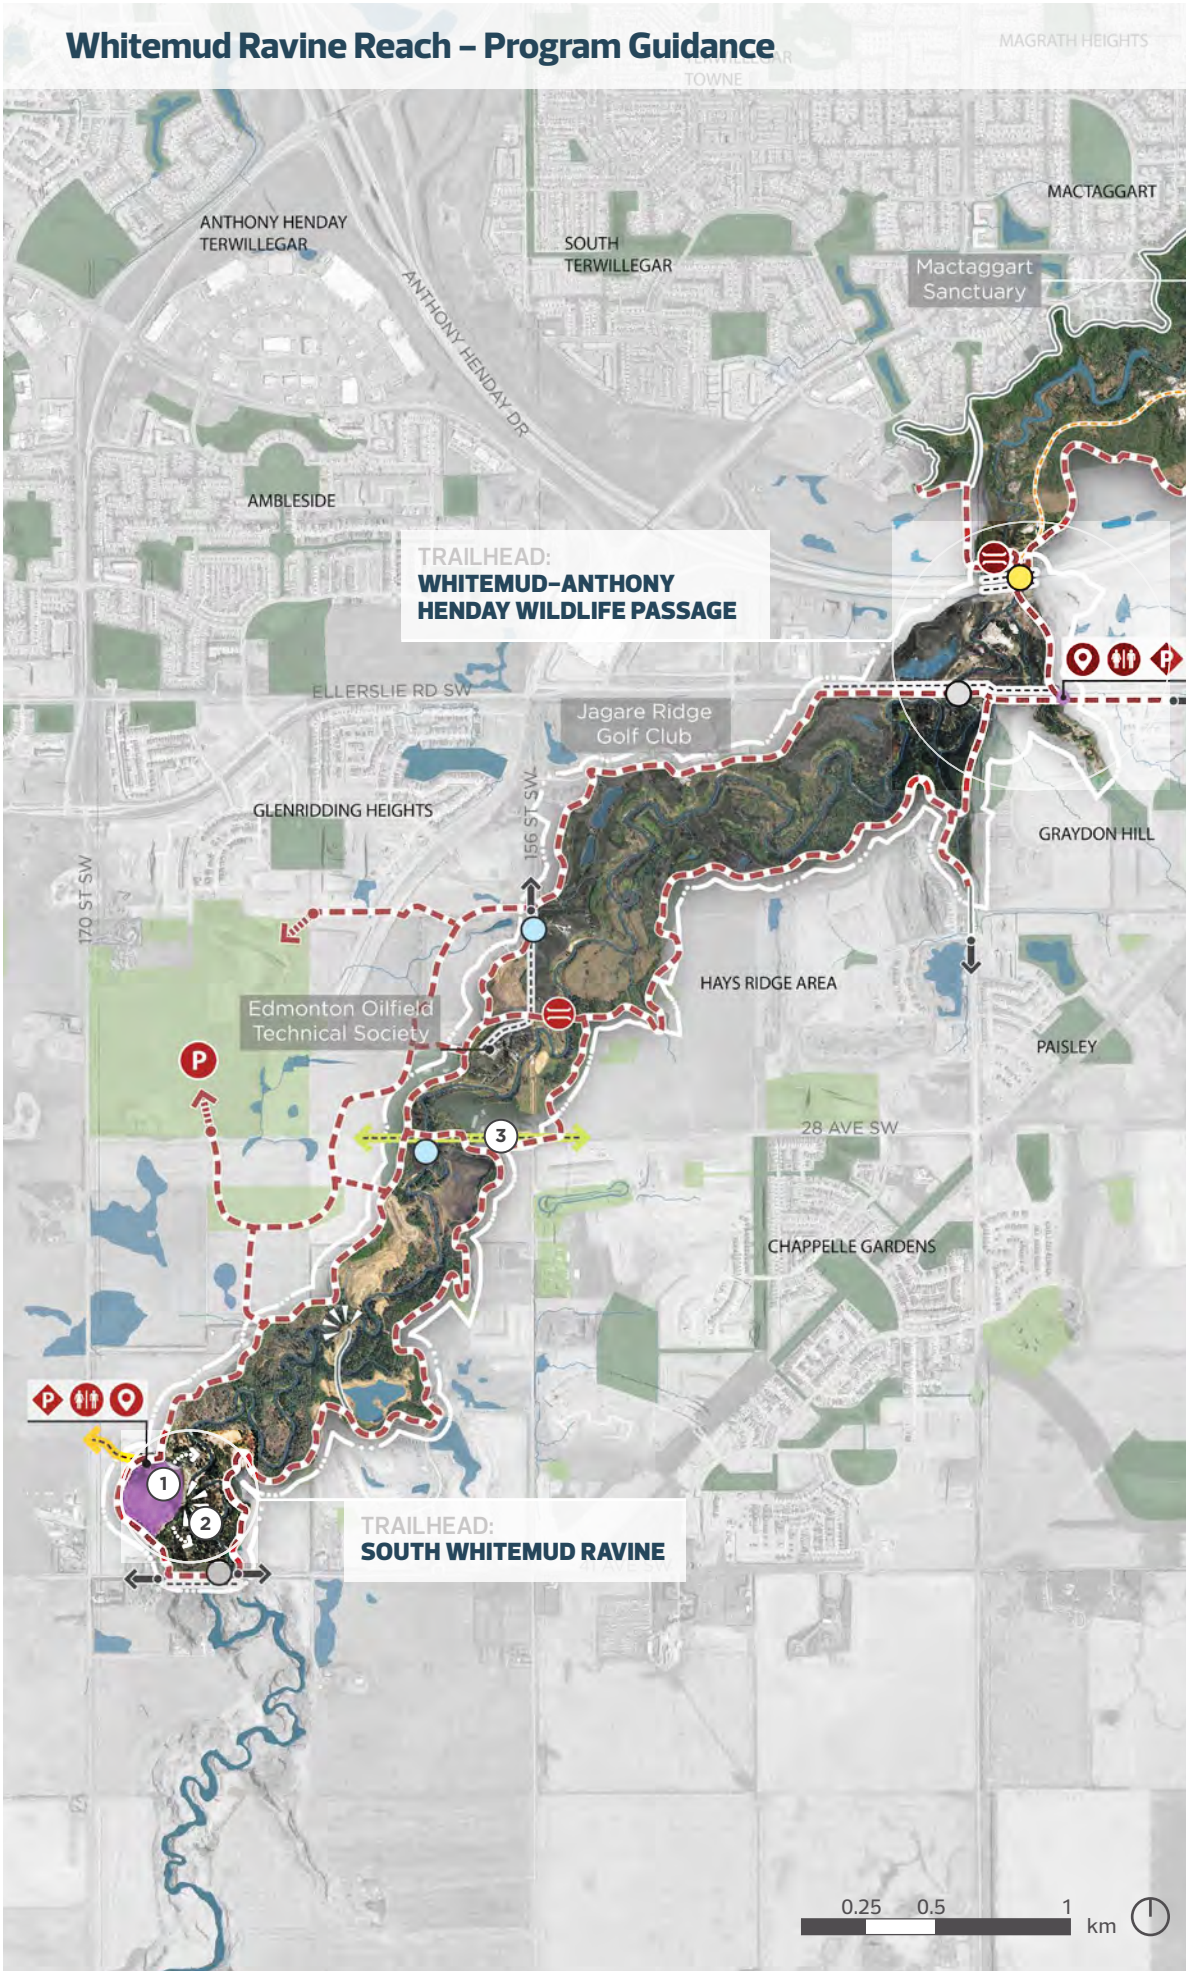 Whitemud Ravine Reach – Program Guidance
MAGRATH HEIGHTS
TERWILLEGAR
TOWNE
MACTAGGART
ANTHONY HENDAY
TERWILLEGAR
SOUTH
TERWILLEGAR
Mactaggart
Sanctuary
ANTHONY HENDAY DR
AMBLESIDE
TRAILHEAD:
WHITEMUD–ANTHONY
HENDAY WILDLIFE PASSAGE
P
ELLERSLIE RD SW
Jagare Ridge
Golf Club
156 ST SW
GLENRIDDING HEIGHTS
GRAYDON HILL
170 ST SW
HAYS RIDGE AREA
Edmonton Oilfield
Technical Society
PAISLEY
P
28 AVE SW
3
CHAPPELLE GARDENS
P
1
2
TRAILHEAD:
SOUTH WHITEMUD RAVINE
0.25 0.5 1
km